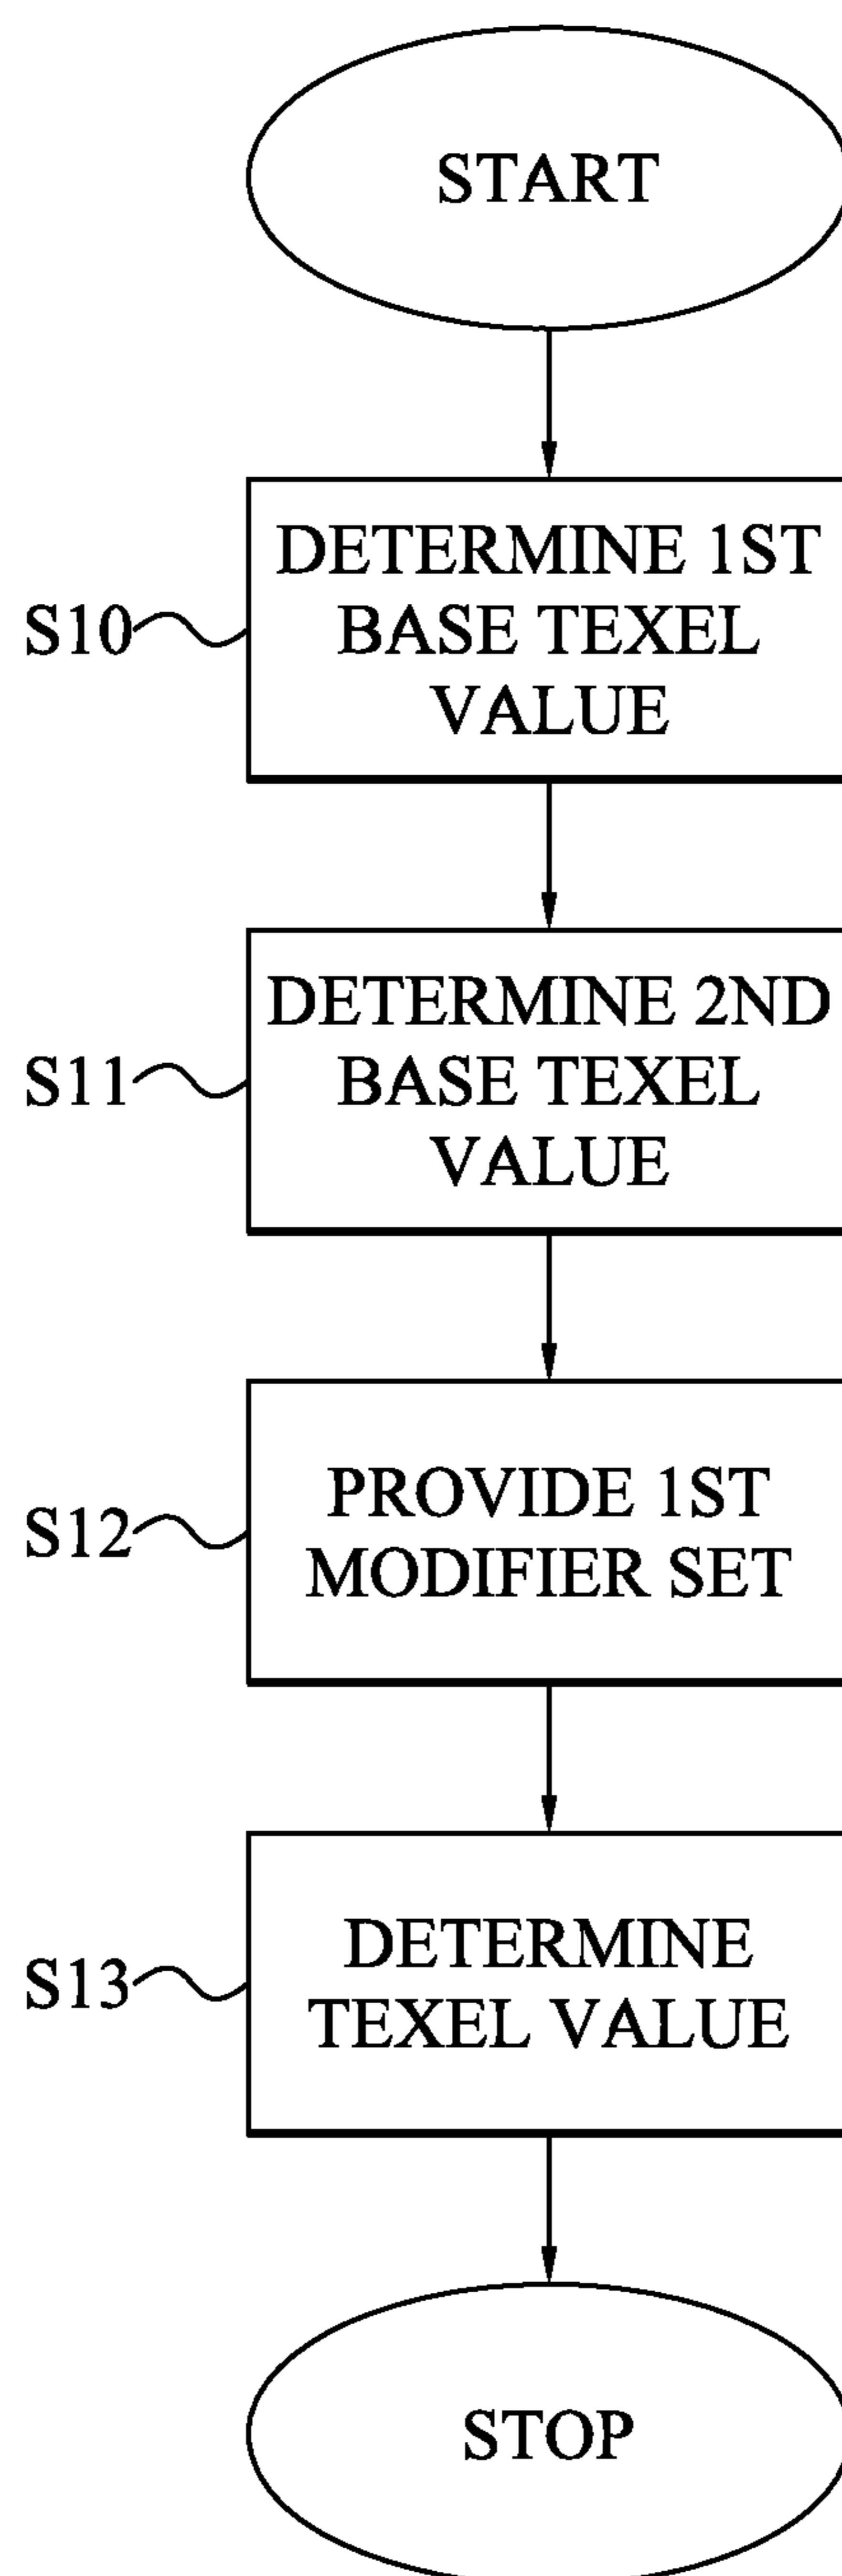 START
DETERMINE 1ST
BASE TEXEL
VALUE
S10
DETERMINE 2ND
BASE TEXEL
VALUE
S11
PROVIDE 1ST
MODIFIER SET
S12
DETERMINE
TEXEL VALUE
S13
STOP